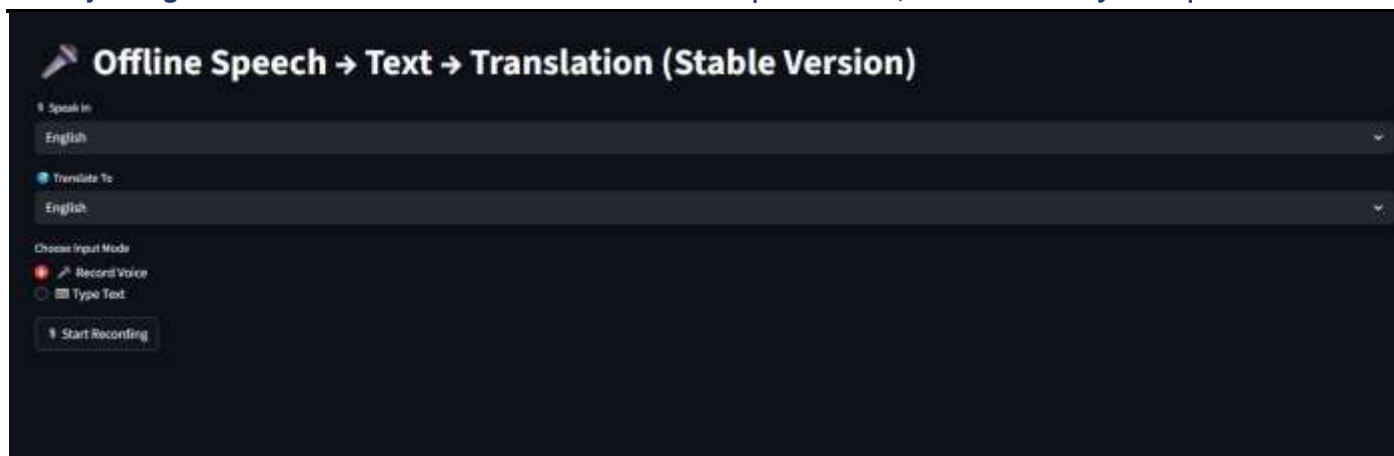 Offline Speech → Text → Translation (Stable Version)
Speak In
English
Translate To
English
Choose Input Mode
Record Voice
Type Text
Start Recording